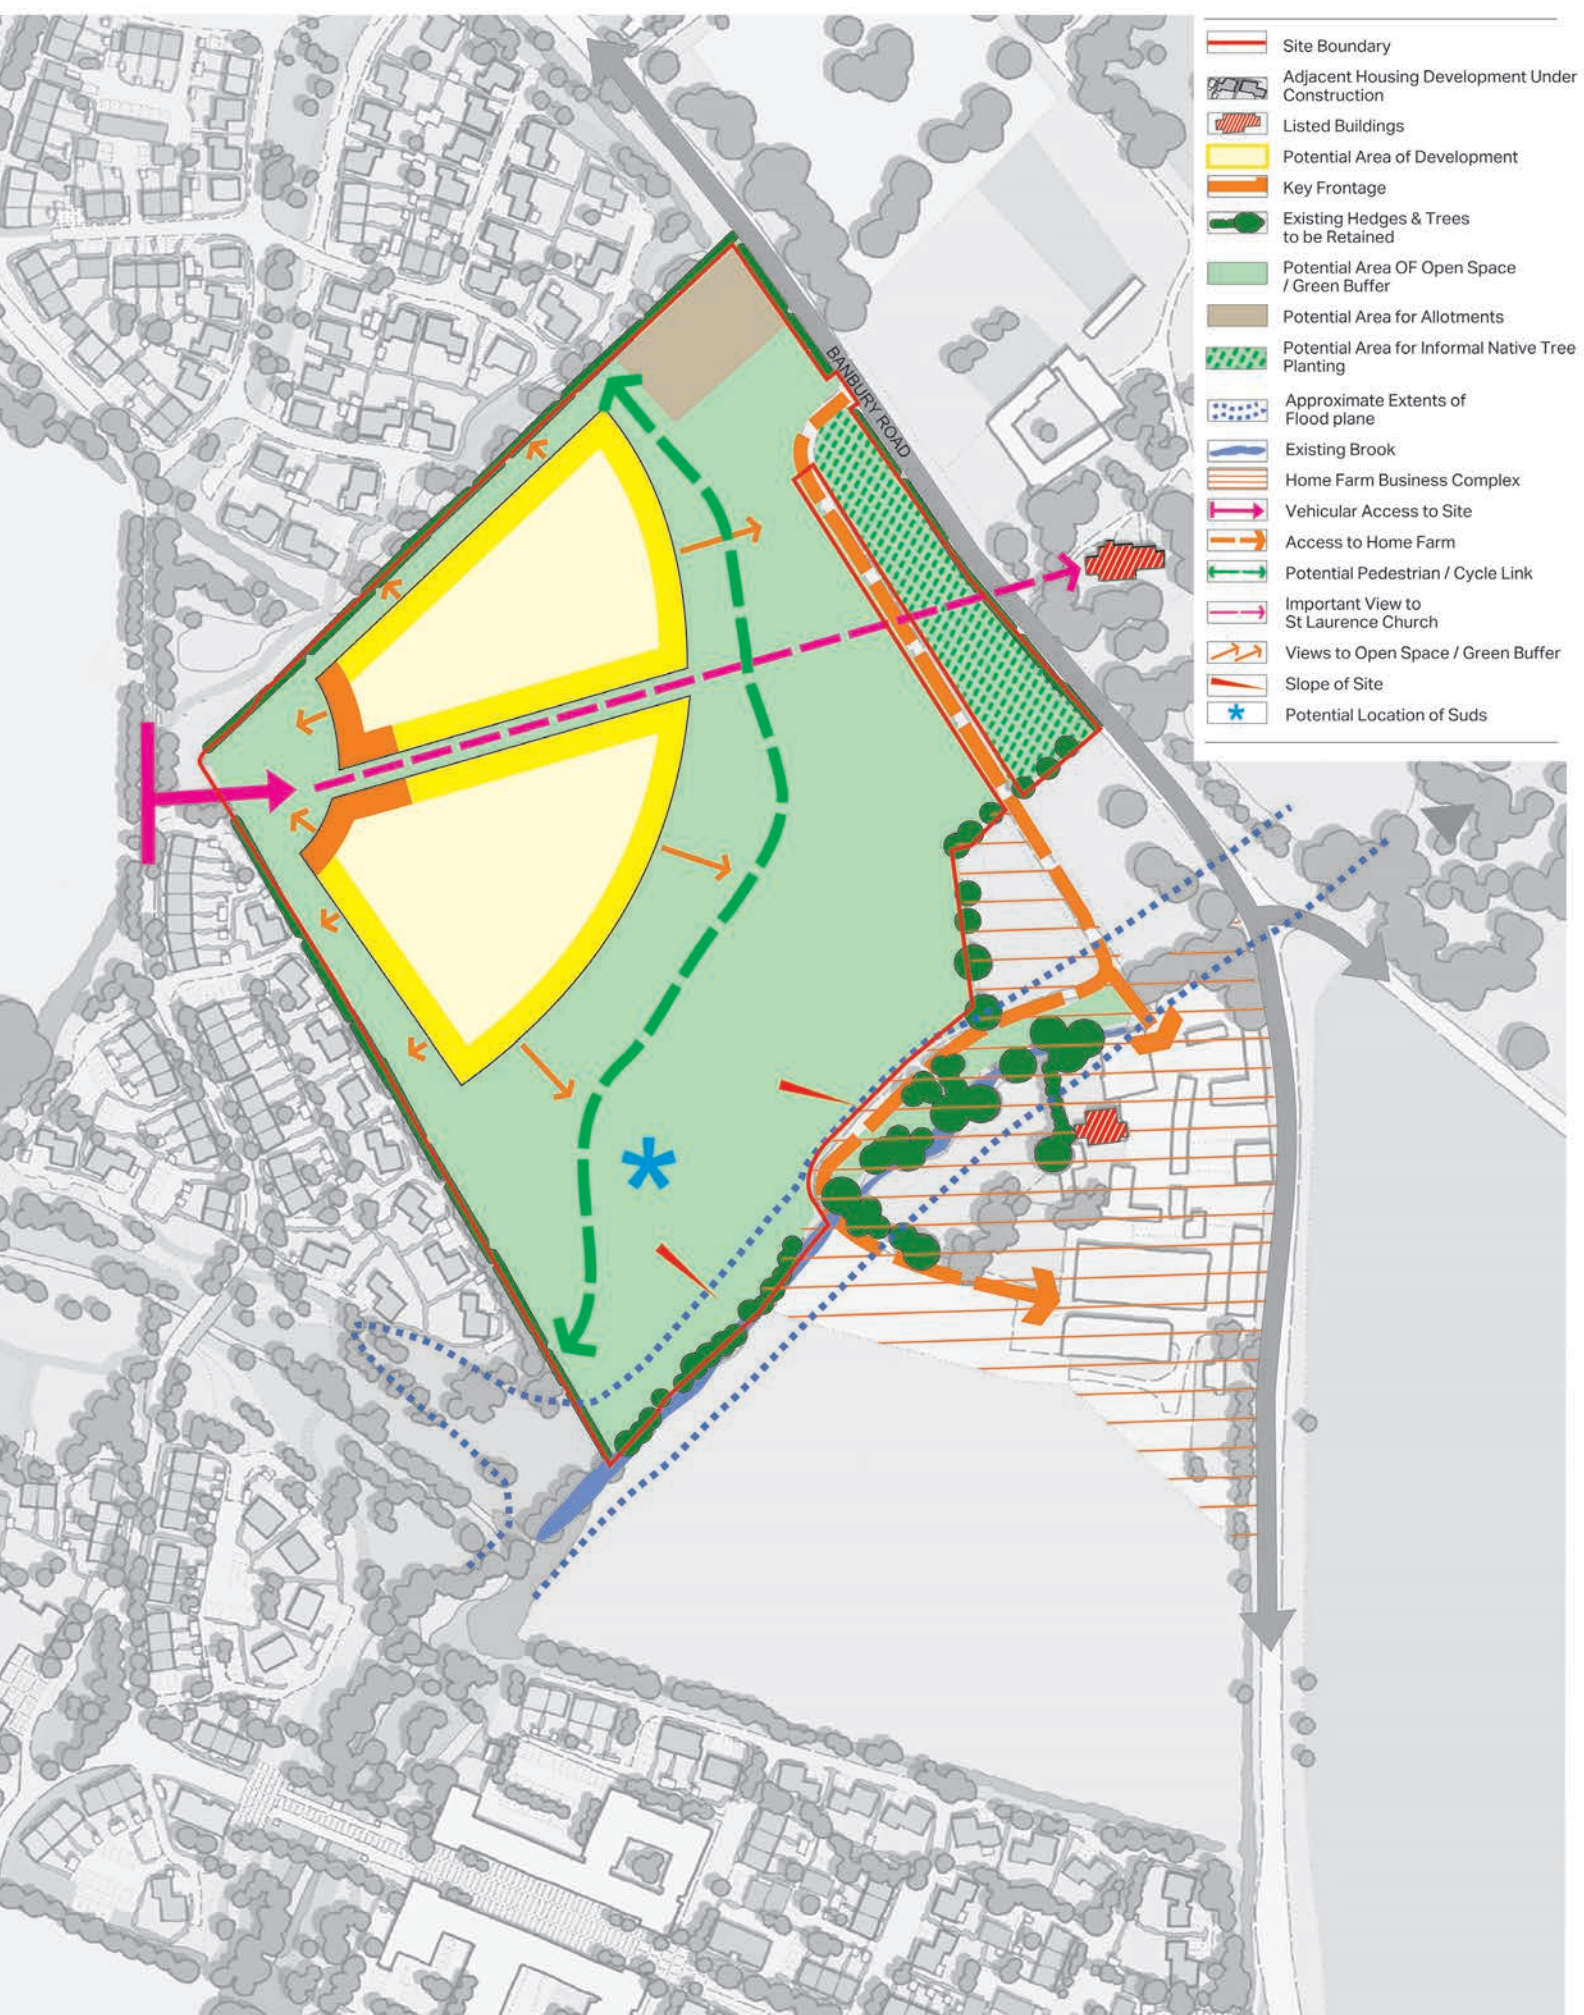 Site Boundary
Adjacent Housing Development Under
Construction
Listed Buildings
Potential Area of Development
Key Frontage
Existing Hedges & Trees
to be Retained
Potential Area OF Open Space
/ Green Buffer
Potential Area for Allotments
Potential Area for Informal Native Tree
Planting
Approximate Extents of
Flood plane
Existing Brook
Home Farm Business Complex
Vehicular Access to Site
Access to Home Farm
Potential Pedestrian / Cycle Link
Important View to
St Laurence Church
Views to Open Space / Green Buffer
Slope of Site
Potential Location of Suds
BANBURY ROAD